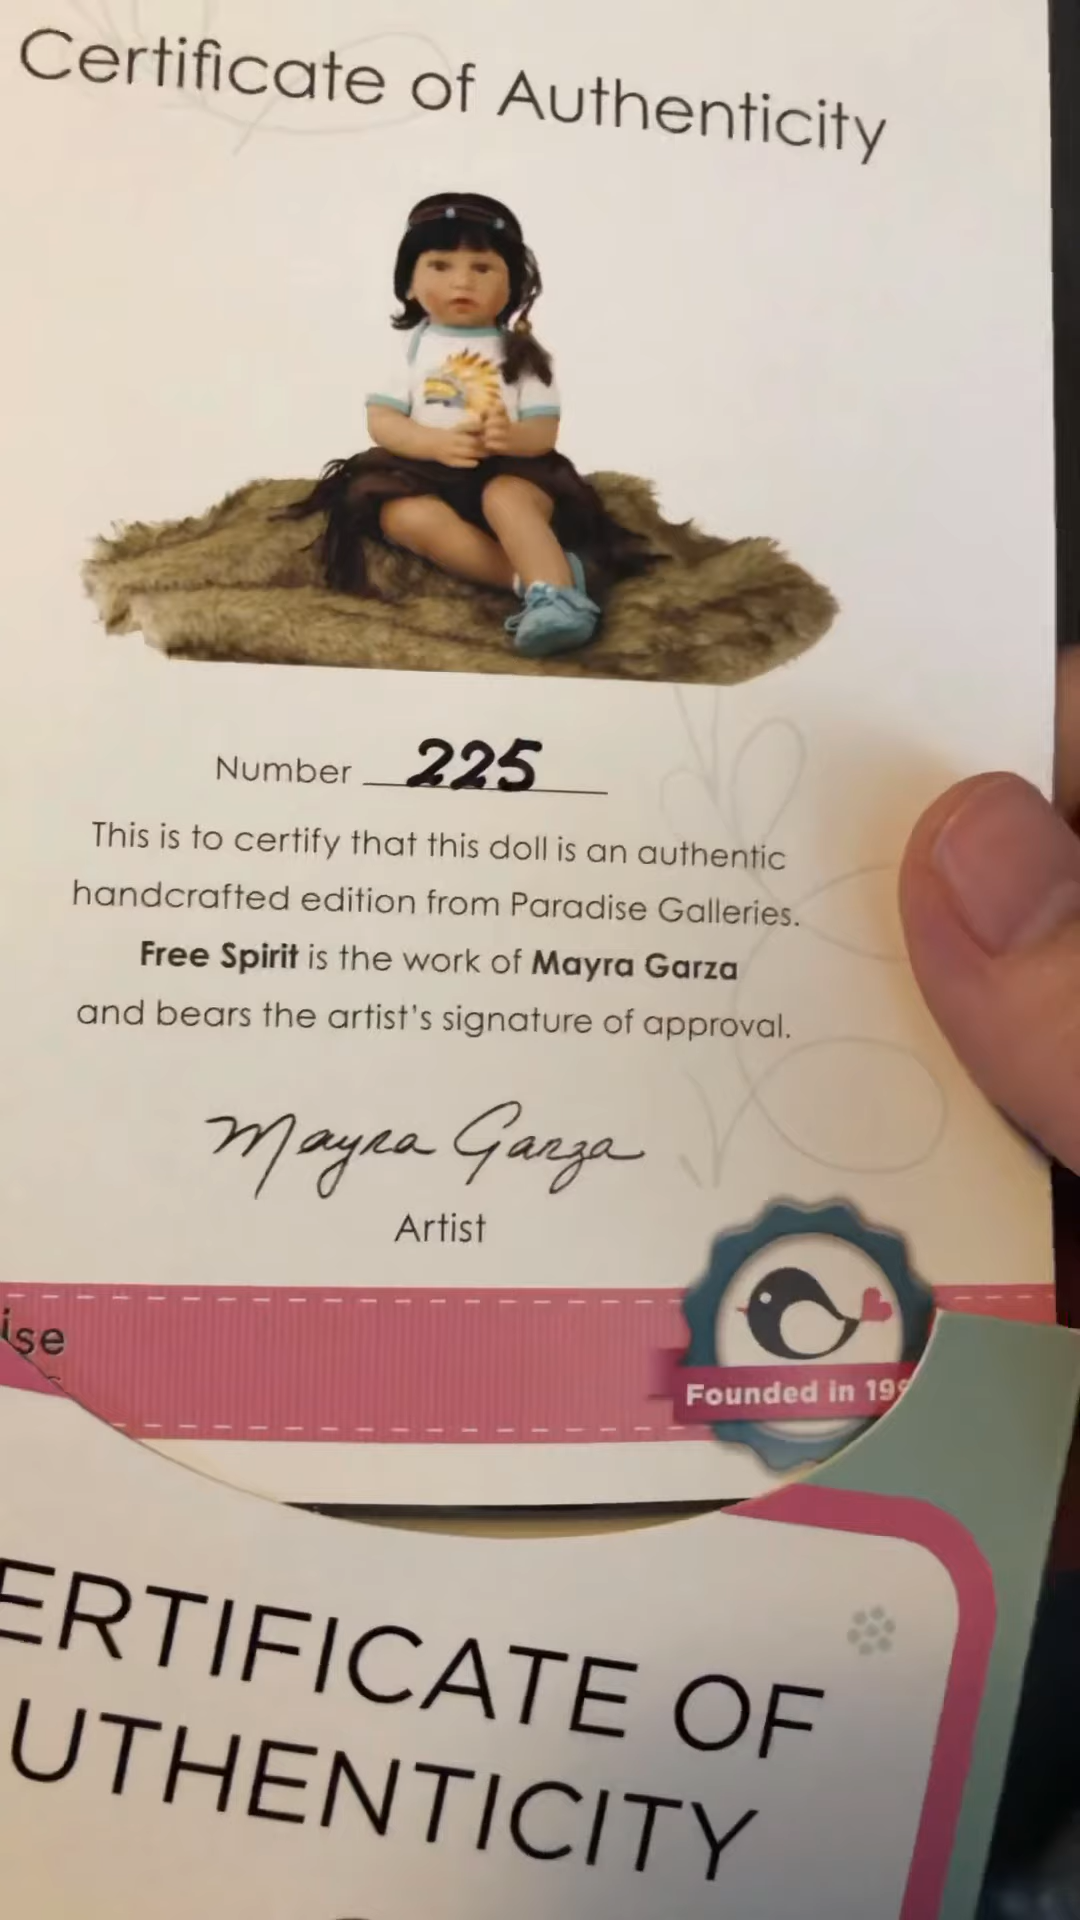 Certificate of Authenticity
Number 225
This is to certify that this doll is an authentic
handcrafted edition from Paradise Galleries.
Free Spirit is the work of Mayra Garza
and bears the artist's signature of approval.
Mayra Garza
Artist
ise
Founded in 199
ERTIFICATE OF
UTHENTICITY